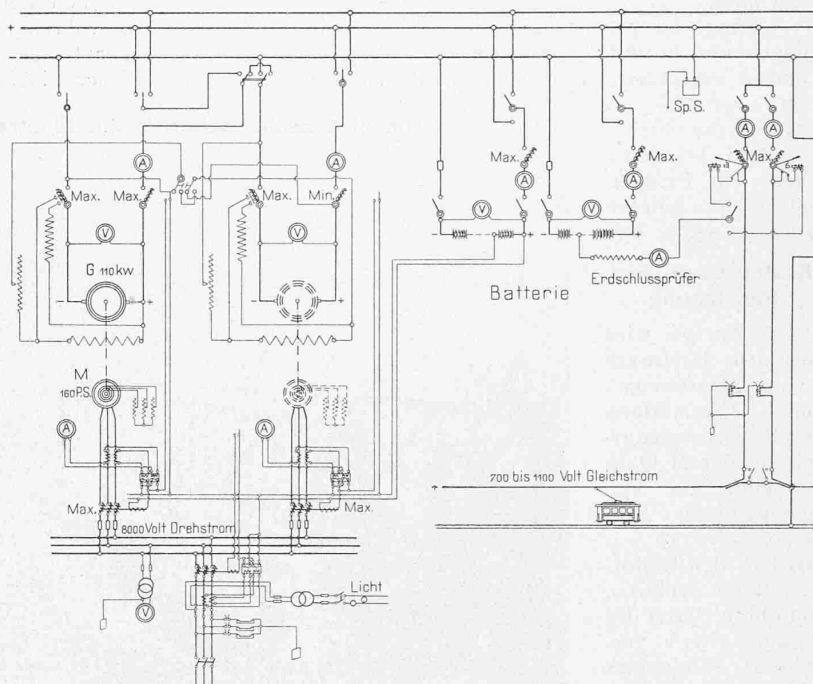 +
Sp.S.
A A
A A A A
Max. Max. Max.
Max. Max. Max. Min.
V V V V
G 110 kw
- + - +
- + - +
A
Erdschlussprüfer
Batterie
M
160 P.S.
A A
700 bis 1100 Volt Gleichstrom
+
Max. Max.
8000 Volt Drehstrom
Licht
V